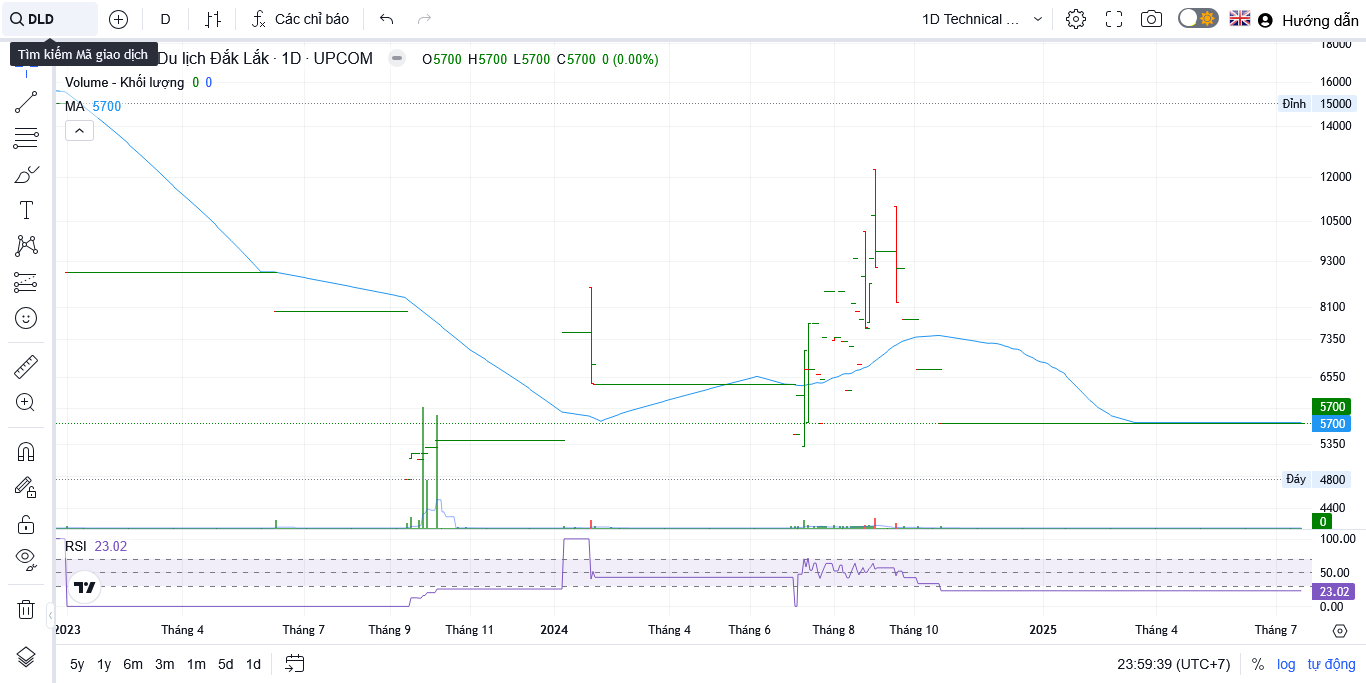 DLD
D
Các chỉ báo
1D Technical ...
Hướng dẫn
Tìm kiếm Mã giao dịch
Du lịch Đắk Lắk · 1D · UPCOM
O5700 H5700 L5700 C5700 0 (0.00%)
Volume - Khối lượng 0 0
MA 5700
18000
16000
Đỉnh 15000
14000
12000
10500
9300
8100
7350
6550
5700
5700
5350
Đáy 4800
4400
0
RSI 23.02
100.00
50.00
23.02
0.00
2023
Tháng 4
Tháng 7
Tháng 9
Tháng 11
2024
Tháng 4
Tháng 6
Tháng 8
Tháng 10
2025
Tháng 4
Tháng 7
5y 1y 6m 3m 1m 5d 1d
23:59:39 (UTC+7)
% log tự động